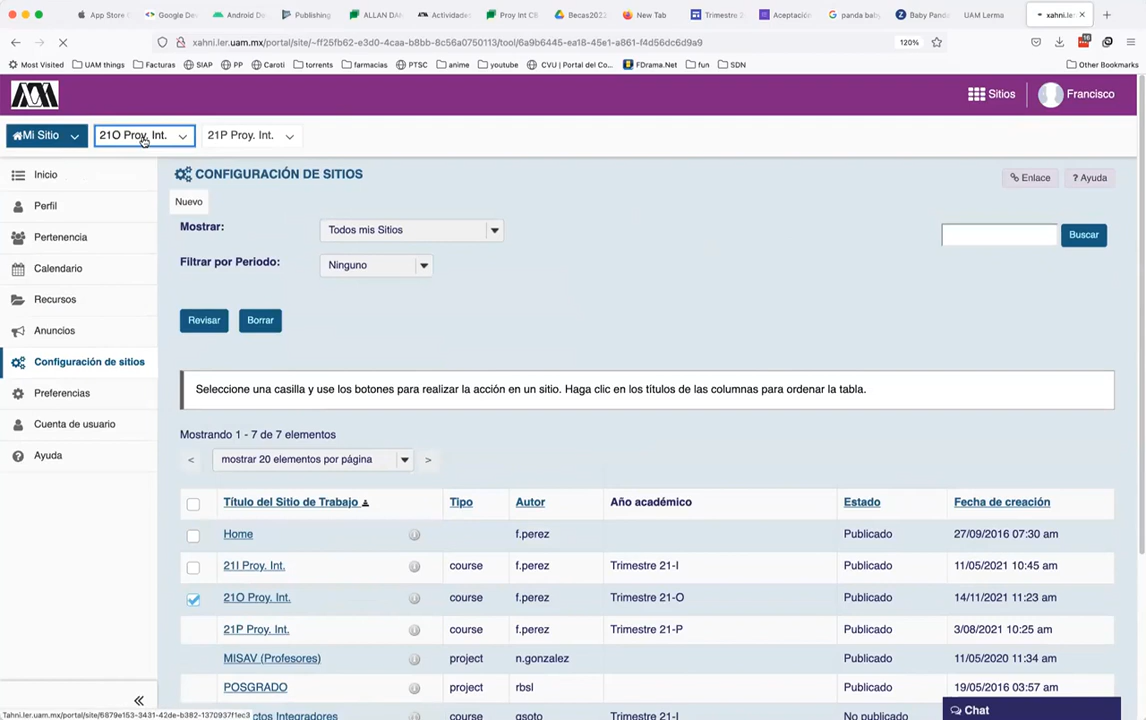 App Store
Google De
Android De
Publishing
ALLAN DAN
Actividades
Proy Int CB
Becas2022
New Tab
Trimestre 2
Aceptación
panda baby
Baby Panda
UAM Lerma
xahni.ler
xahni.ler.uam.mx/portal/site/~ff25fb62-e3d0-4caa-b8bb-8c56a0750113/tool/6a9b6445-ea18-45e1-a861-f4d56dc6d9a9
120%
16
Most Visited UAM things Facturas SIAP PP Caroti torrents farmacias PTSC anime youtube CVU | Portal del Co... FDrama.Net fun SDN Other Bookmarks
Sitios Francisco
Mi Sitio 21O Proy. Int. 21P Proy. Int.
Inicio
Perfil
Pertenencia
Calendario
Recursos
Anuncios
Configuración de sitios
Preferencias
Cuenta de usuario
Ayuda
CONFIGURACIÓN DE SITIOS
Enlace ? Ayuda
Nuevo
Mostrar: Todos mis Sitios
Buscar
Filtrar por Periodo: Ninguno
Revisar Borrar
Seleccione una casilla y use los botones para realizar la acción en un sitio. Haga clic en los títulos de las columnas para ordenar la tabla.
Mostrando 1 - 7 de 7 elementos
< mostrar 20 elementos por página >
Título del Sitio de Trabajo Tipo Autor Año académico Estado Fecha de creación
Home f.perez Publicado 27/09/2016 07:30 am
21I Proy. Int. course f.perez Trimestre 21-I Publicado 11/05/2021 10:45 am
21O Proy. Int. course f.perez Trimestre 21-O Publicado 14/11/2021 11:23 am
21P Proy. Int. course f.perez Trimestre 21-P Publicado 3/08/2021 10:25 am
MISAV (Profesores) project n.gonzalez Publicado 11/05/2020 11:34 am
POSGRADO project rbsl Publicado 19/05/2016 03:57 am
ctos Integradores course gsoto Trimestre 21-I No publicado
Chat
«